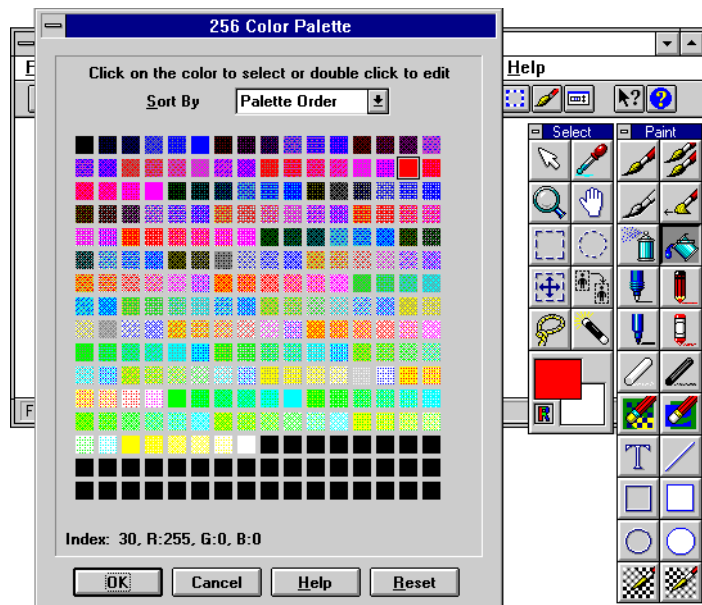 256 Color Palette
F
Help
Click on the color to select or double click to edit
Sort By Palette Order
Select Paint
R
F
T
Index: 30, R:255, G:0, B:0
OK Cancel Help Reset